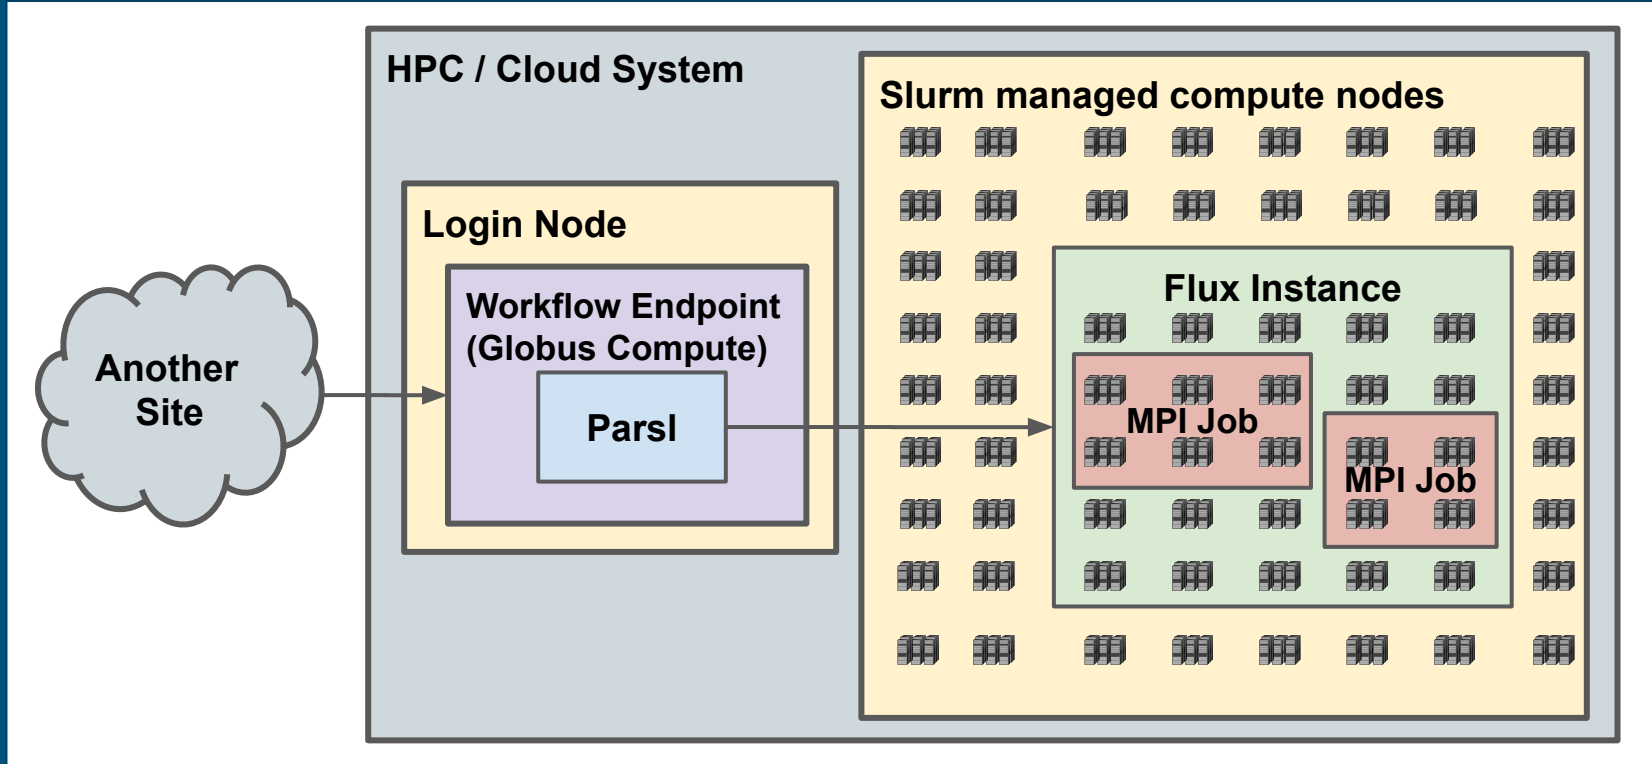 HPC / Cloud System
Slurm managed compute nodes
Login Node
Workflow Endpoint
(Globus Compute)
Parsl
Another
Site
Flux Instance
MPI Job
MPI Job